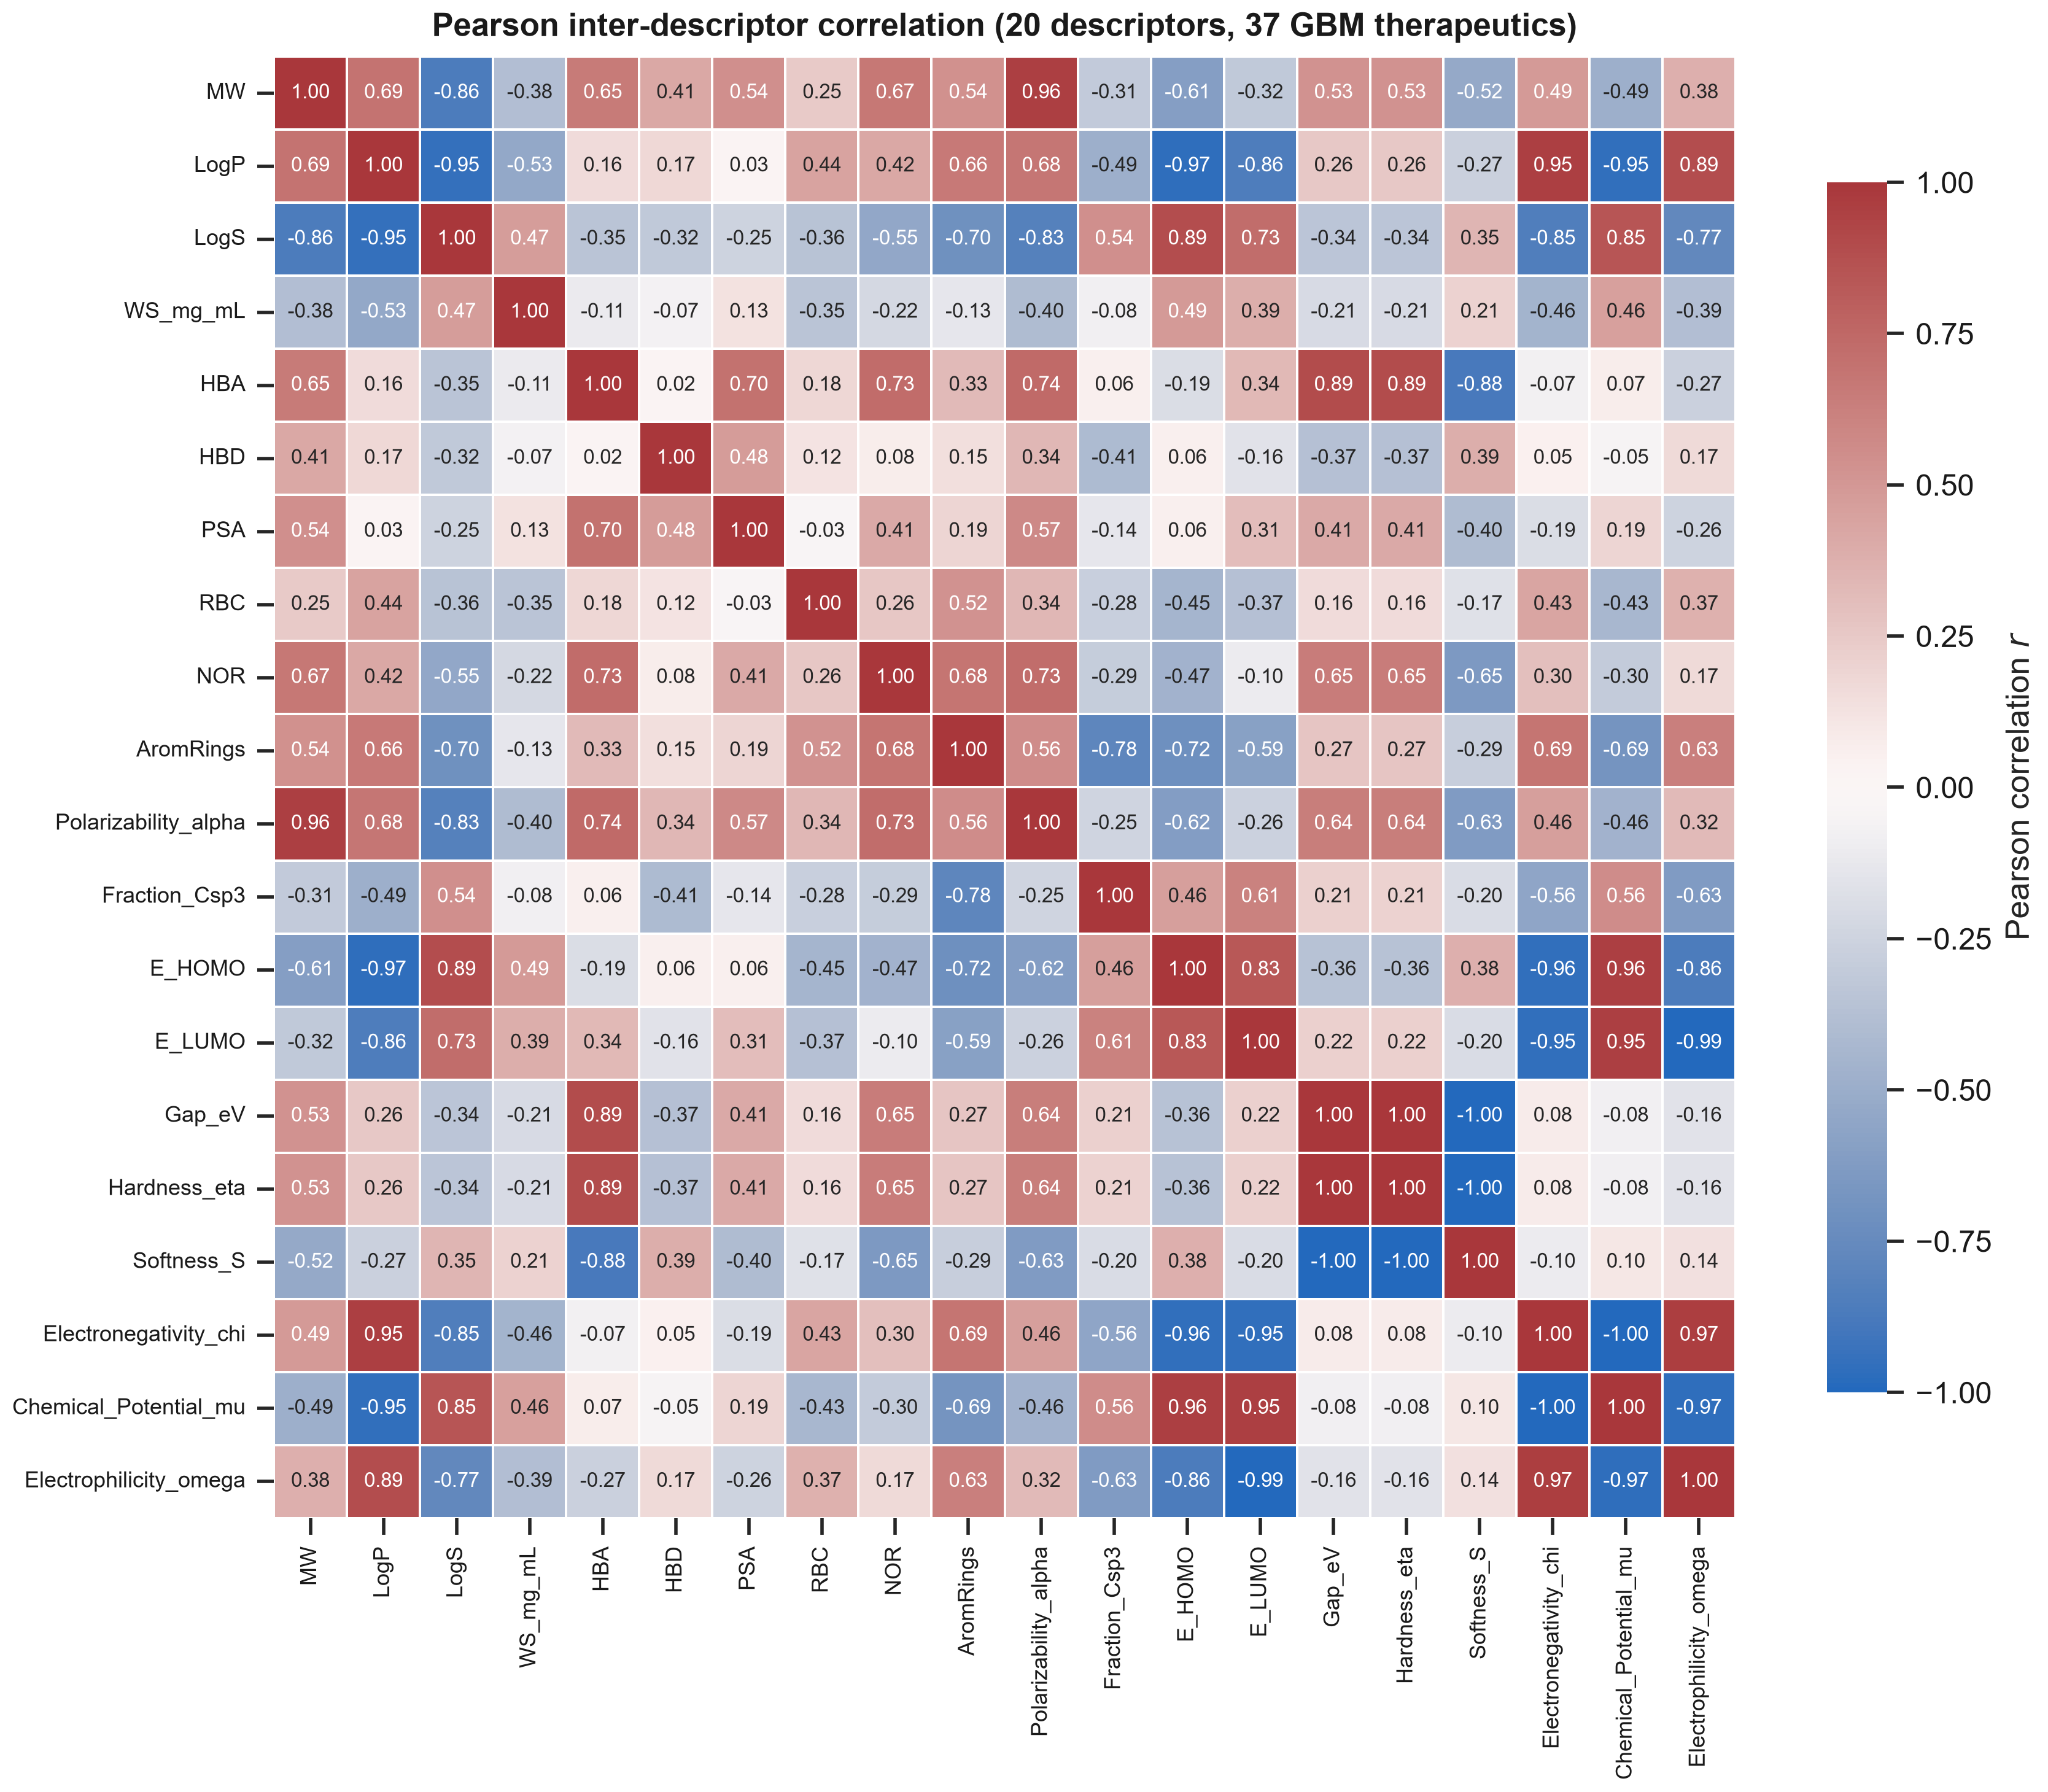 Pearson inter-descriptor correlation (20 descriptors, 37 GBM therapeutics)
MW 1.00 0.69 -0.86 -0.38 0.65 0.41 0.54 0.25 0.67 0.54 0.96 -0.31 -0.61 -0.32 0.53 0.53 -0.52 0.49 -0.49 0.38
LogP 0.69 1.00 -0.95 -0.53 0.16 0.17 0.03 0.44 0.42 0.66 0.68 -0.49 -0.97 -0.86 0.26 0.26 -0.27 0.95 -0.95 0.89
LogS -0.86 -0.95 1.00 0.47 -0.35 -0.32 -0.25 -0.36 -0.55 -0.70 -0.83 0.54 0.89 0.73 -0.34 -0.34 0.35 -0.85 0.85 -0.77
WS_mg_mL -0.38 -0.53 0.47 1.00 -0.11 -0.07 0.13 -0.35 -0.22 -0.13 -0.40 -0.08 0.49 0.39 -0.21 -0.21 0.21 -0.46 0.46 -0.39
HBA 0.65 0.16 -0.35 -0.11 1.00 0.02 0.70 0.18 0.73 0.33 0.74 0.06 -0.19 0.34 0.89 0.89 -0.88 -0.07 0.07 -0.27
HBD 0.41 0.17 -0.32 -0.07 0.02 1.00 0.48 0.12 0.08 0.15 0.34 -0.41 0.06 -0.16 -0.37 -0.37 0.39 0.05 -0.05 0.17
PSA 0.54 0.03 -0.25 0.13 0.70 0.48 1.00 -0.03 0.41 0.19 0.57 -0.14 0.06 0.31 0.41 0.41 -0.40 -0.19 0.19 -0.26
RBC 0.25 0.44 -0.36 -0.35 0.18 0.12 -0.03 1.00 0.26 0.52 0.34 -0.28 -0.45 -0.37 0.16 0.16 -0.17 0.43 -0.43 0.37
NOR 0.67 0.42 -0.55 -0.22 0.73 0.08 0.41 0.26 1.00 0.68 0.73 -0.29 -0.47 -0.10 0.65 0.65 -0.65 0.30 -0.30 0.17
AromRings 0.54 0.66 -0.70 -0.13 0.33 0.15 0.19 0.52 0.68 1.00 0.56 -0.78 -0.72 -0.59 0.27 0.27 -0.29 0.69 -0.69 0.63
Polarizability_alpha 0.96 0.68 -0.83 -0.40 0.74 0.34 0.57 0.34 0.73 0.56 1.00 -0.25 -0.62 -0.26 0.64 0.64 -0.63 0.46 -0.46 0.32
Fraction_Csp3 -0.31 -0.49 0.54 -0.08 0.06 -0.41 -0.14 -0.28 -0.29 -0.78 -0.25 1.00 0.46 0.61 0.21 0.21 -0.20 -0.56 0.56 -0.63
E_HOMO -0.61 -0.97 0.89 0.49 -0.19 0.06 0.06 -0.45 -0.47 -0.72 -0.62 0.46 1.00 0.83 -0.36 -0.36 0.38 -0.96 0.96 -0.86
E_LUMO -0.32 -0.86 0.73 0.39 0.34 -0.16 0.31 -0.37 -0.10 -0.59 -0.26 0.61 0.83 1.00 0.22 0.22 -0.20 -0.95 0.95 -0.99
Gap_eV 0.53 0.26 -0.34 -0.21 0.89 -0.37 0.41 0.16 0.65 0.27 0.64 0.21 -0.36 0.22 1.00 1.00 -1.00 0.08 -0.08 -0.16
Hardness_eta 0.53 0.26 -0.34 -0.21 0.89 -0.37 0.41 0.16 0.65 0.27 0.64 0.21 -0.36 0.22 1.00 1.00 -1.00 0.08 -0.08 -0.16
Softness_S -0.52 -0.27 0.35 0.21 -0.88 0.39 -0.40 -0.17 -0.65 -0.29 -0.63 -0.20 0.38 -0.20 -1.00 -1.00 1.00 -0.10 0.10 0.14
Electronegativity_chi 0.49 0.95 -0.85 -0.46 -0.07 0.05 -0.19 0.43 0.30 0.69 0.46 -0.56 -0.96 -0.95 0.08 0.08 -0.10 1.00 -1.00 0.97
Chemical_Potential_mu -0.49 -0.95 0.85 0.46 0.07 -0.05 0.19 -0.43 -0.30 -0.69 -0.46 0.56 0.96 0.95 -0.08 -0.08 0.10 -1.00 1.00 -0.97
Electrophilicity_omega 0.38 0.89 -0.77 -0.39 -0.27 0.17 -0.26 0.37 0.17 0.63 0.32 -0.63 -0.86 -0.99 -0.16 -0.16 0.14 0.97 -0.97 1.00
MW
LogP
LogS
WS_mg_mL
HBA
HBD
PSA
RBC
NOR
AromRings
Polarizability_alpha
Fraction_Csp3
E_HOMO
E_LUMO
Gap_eV
Hardness_eta
Softness_S
Electronegativity_chi
Chemical_Potential_mu
Electrophilicity_omega
1.00
0.75
0.50
0.25
0.00
−0.25
−0.50
−0.75
−1.00
Pearson correlation r